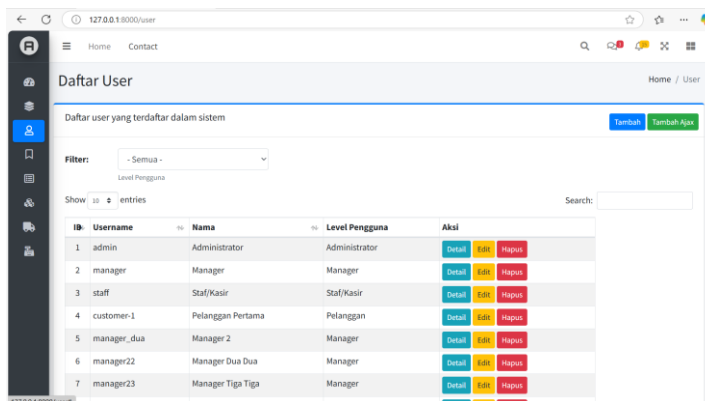 127.0.0.1:8000/user
Home Contact
Daftar User
Home / User
Daftar user yang terdaftar dalam sistem
Tambah Tambah Ajax
Filter: - Semua -
Level Pengguna
Show 10 entries
Search:
ID Username Nama Level Pengguna Aksi
1 admin Administrator Administrator Detail Edit Hapus
2 manager Manager Manager Detail Edit Hapus
3 staff Staf/Kasir Staf/Kasir Detail Edit Hapus
4 customer-1 Pelanggan Pertama Pelanggan Detail Edit Hapus
5 manager_dua Manager 2 Manager Detail Edit Hapus
6 manager22 Manager Dua Dua Manager Detail Edit Hapus
7 manager23 Manager Tiga Tiga Manager Detail Edit Hapus